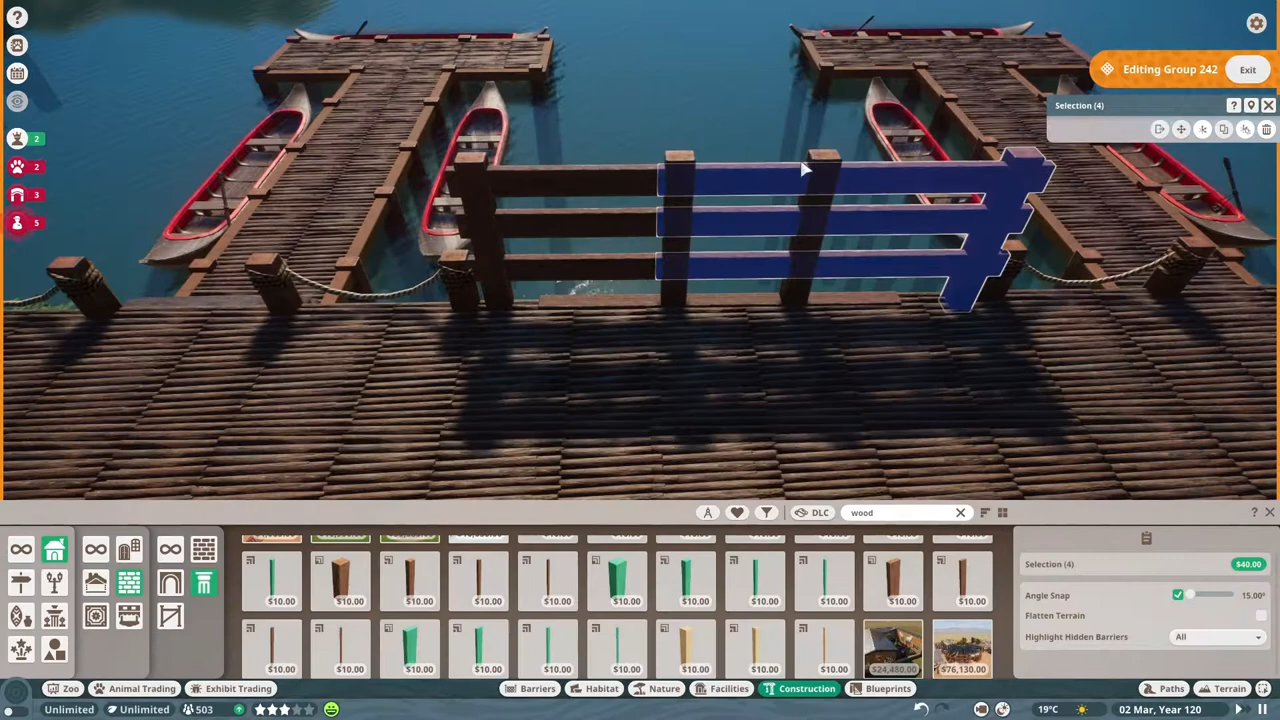 ?
Editing Group 242
Exit
Selection (4)
?
2
2
3
5
DLC
wood
?
$10.00 $10.00 $10.00 $10.00 $10.00 $10.00 $10.00 $10.00 $10.00 $10.00 $10.00
$10.00 $10.00 $10.00 $10.00 $10.00 $10.00 $10.00 $10.00 $10.00 $24,480.00 $76,130.00
Selection (4)
$40.00
Angle Snap
15.00°
Flatten Terrain
Highlight Hidden Barriers
All
Zoo Animal Trading Exhibit Trading Barriers Habitat Nature Facilities Construction Blueprints Paths Terrain
Unlimited Unlimited 503 19°C 02 Mar, Year 120